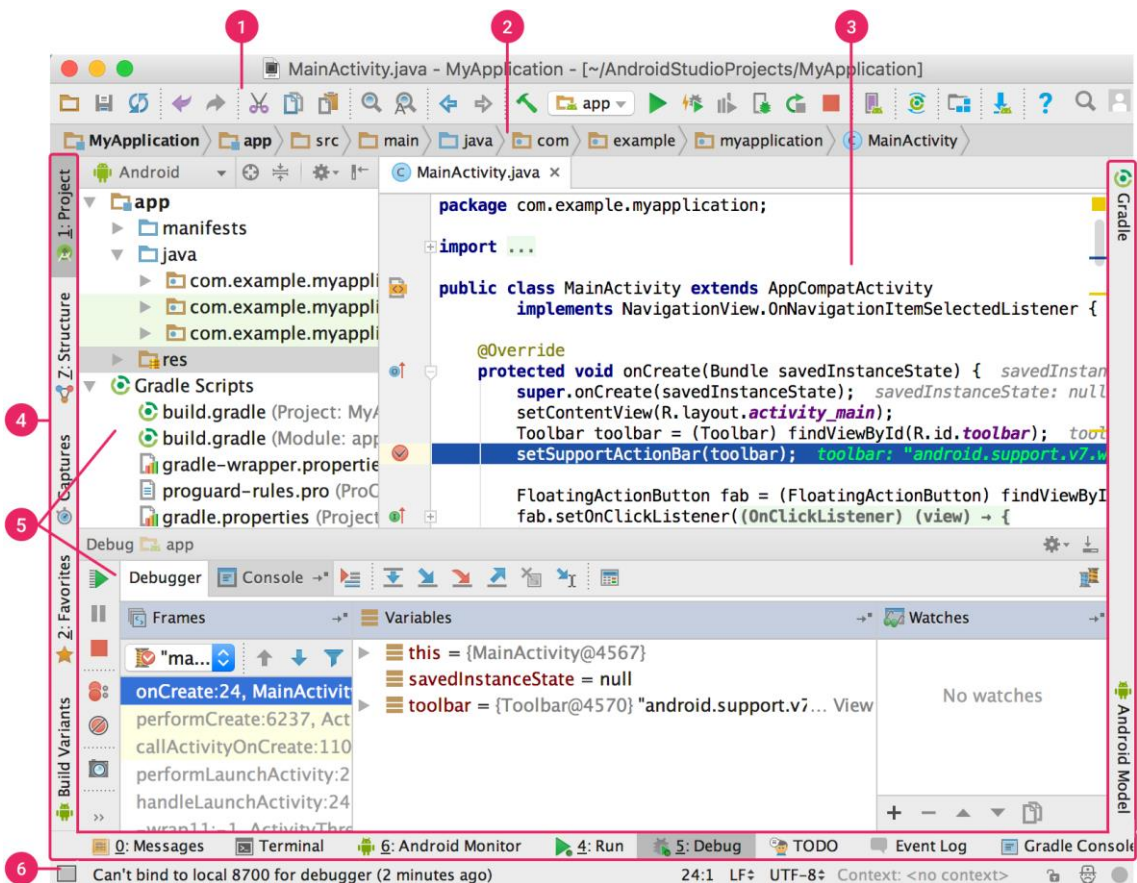 1
2
3
MainActivity.java - MyApplication - [~/AndroidStudioProjects/MyApplication]
app
?
MyApplication app src main java com example myapplication C MainActivity
1: Project
Z: Structure
Captures
2: Favorites
Build Variants
4
5
Android
app
manifests
java
com.example.myappli
com.example.myappli
com.example.myappli
res
Gradle Scripts
build.gradle (Project: MyA
build.gradle (Module: app
gradle-wrapper.propertie
proguard-rules.pro (ProC
gradle.properties (Project
C MainActivity.java ×
package com.example.myapplication;
import ...
public class MainActivity extends AppCompatActivity
implements NavigationView.OnNavigationItemSelectedListener {
@Override
protected void onCreate(Bundle savedInstanceState) { savedInstan
super.onCreate(savedInstanceState); savedInstanceState: null
setContentView(R.layout.activity_main);
Toolbar toolbar = (Toolbar) findViewById(R.id.toolbar); tool
setSupportActionBar(toolbar); toolbar: "android.support.v7.w
FloatingActionButton fab = (FloatingActionButton) findViewByI
fab.setOnClickListener((OnClickListener) (view) → {
Gradle
Android Model
Debug app
Debugger Console
Frames Variables Watches
"ma...
onCreate:24, MainActivit
performCreate:6237, Act
callActivityOnCreate:110
performLaunchActivity:2
handleLaunchActivity:24
-wrap11:-1, ActivityThre
this = {MainActivity@4567}
savedInstanceState = null
toolbar = {Toolbar@4570} "android.support.v7... View
No watches
0: Messages Terminal 6: Android Monitor 4: Run 5: Debug TODO Event Log Gradle Console
6
Can't bind to local 8700 for debugger (2 minutes ago) 24:1 LF÷ UTF-8÷ Context: <no context>